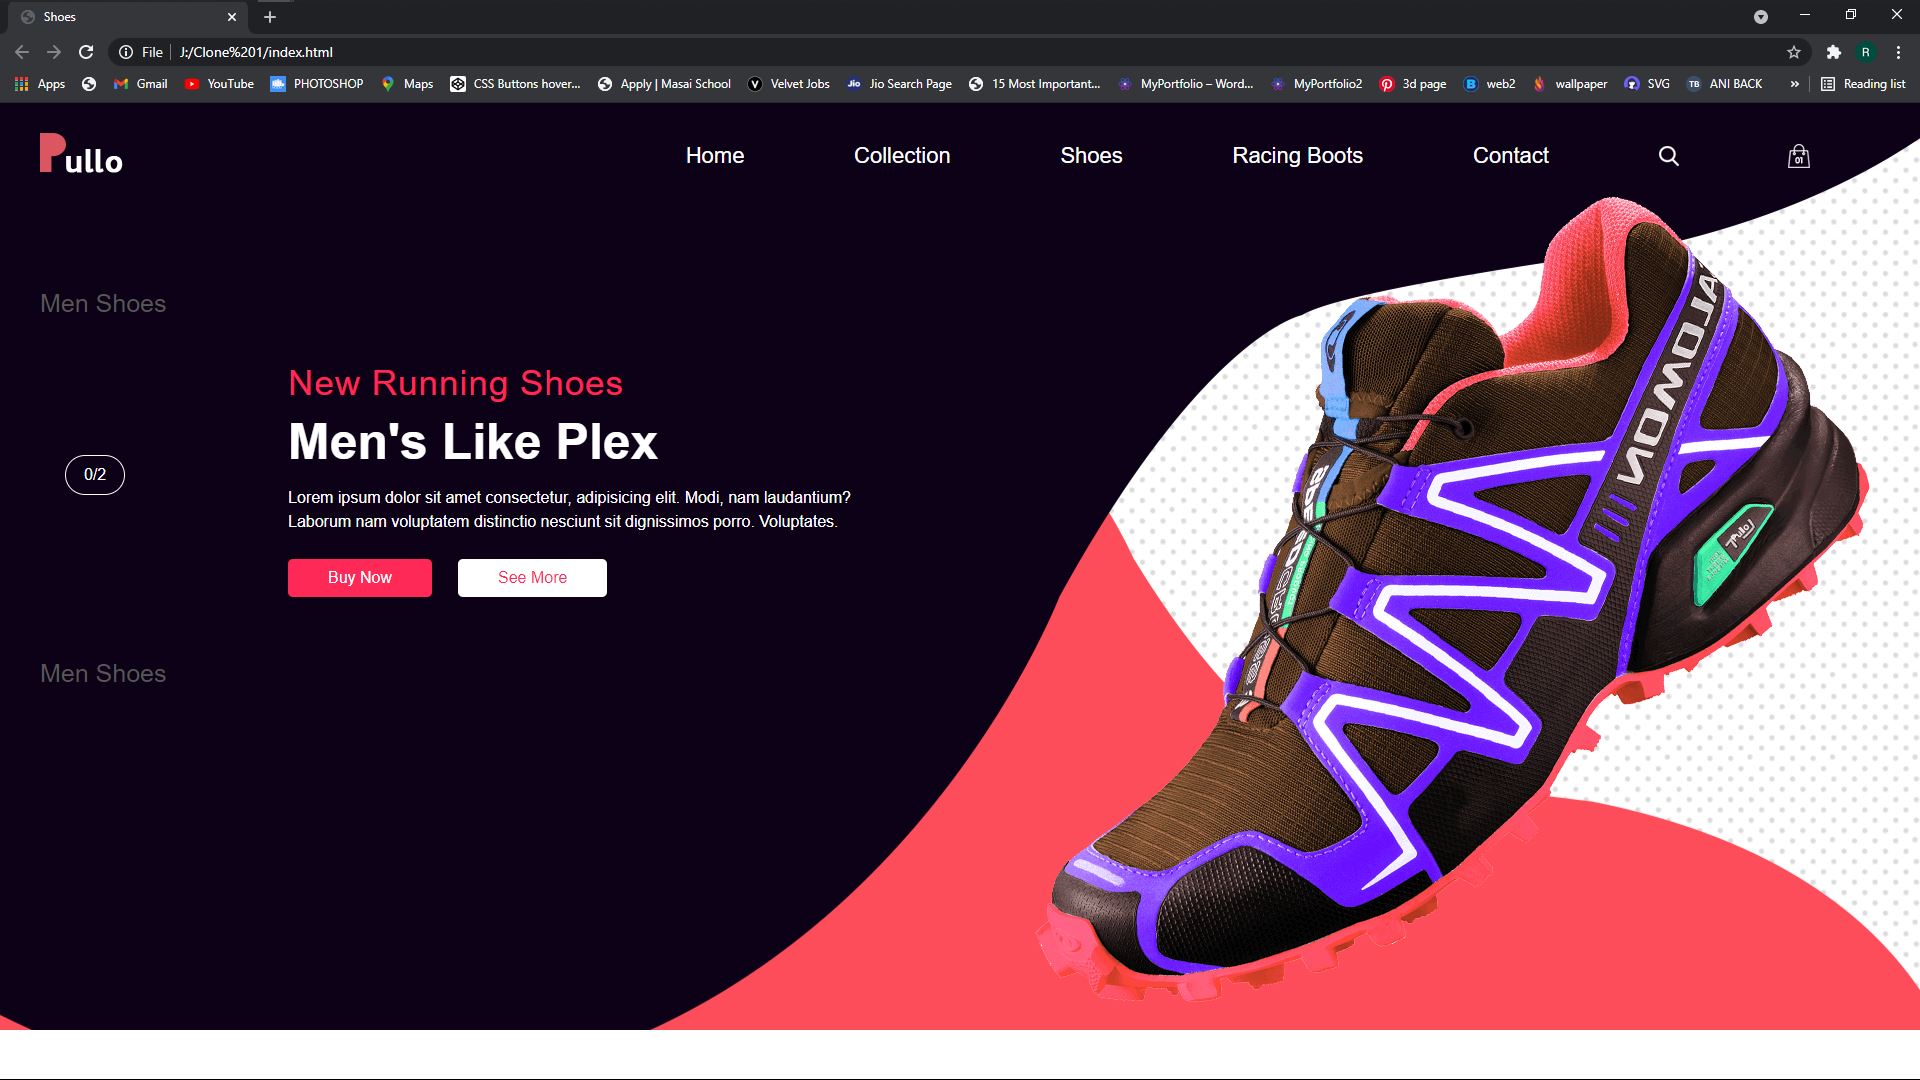 Shoes
File J:/Clone%201/index.html
R
Apps Gmail YouTube PHOTOSHOP Maps CSS Buttons hover... Apply | Masai School V Velvet Jobs Jio Jio Search Page 15 Most Important... MyPortfolio – Word... MyPortfolio2 3d page B web2 wallpaper SVG TB ANI BACK » Reading list
Pullo
Home Collection Shoes Racing Boots Contact
01
Men Shoes
New Running Shoes
Men's Like Plex
0/2
Lorem ipsum dolor sit amet consectetur, adipisicing elit. Modi, nam laudantium?
Laborum nam voluptatem distinctio nesciunt sit dignissimos porro. Voluptates.
Buy Now See More
Men Shoes
SALOMON
Pullo